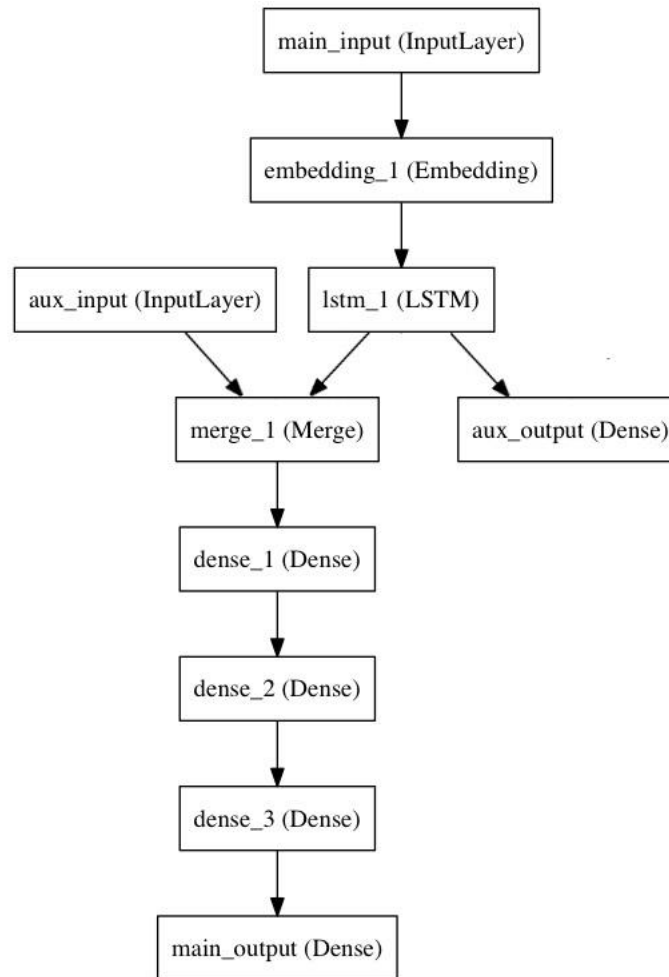 main_input (InputLayer)
embedding_1 (Embedding)
aux_input (InputLayer)
lstm_1 (LSTM)
merge_1 (Merge)
aux_output (Dense)
dense_1 (Dense)
dense_2 (Dense)
dense_3 (Dense)
main_output (Dense)